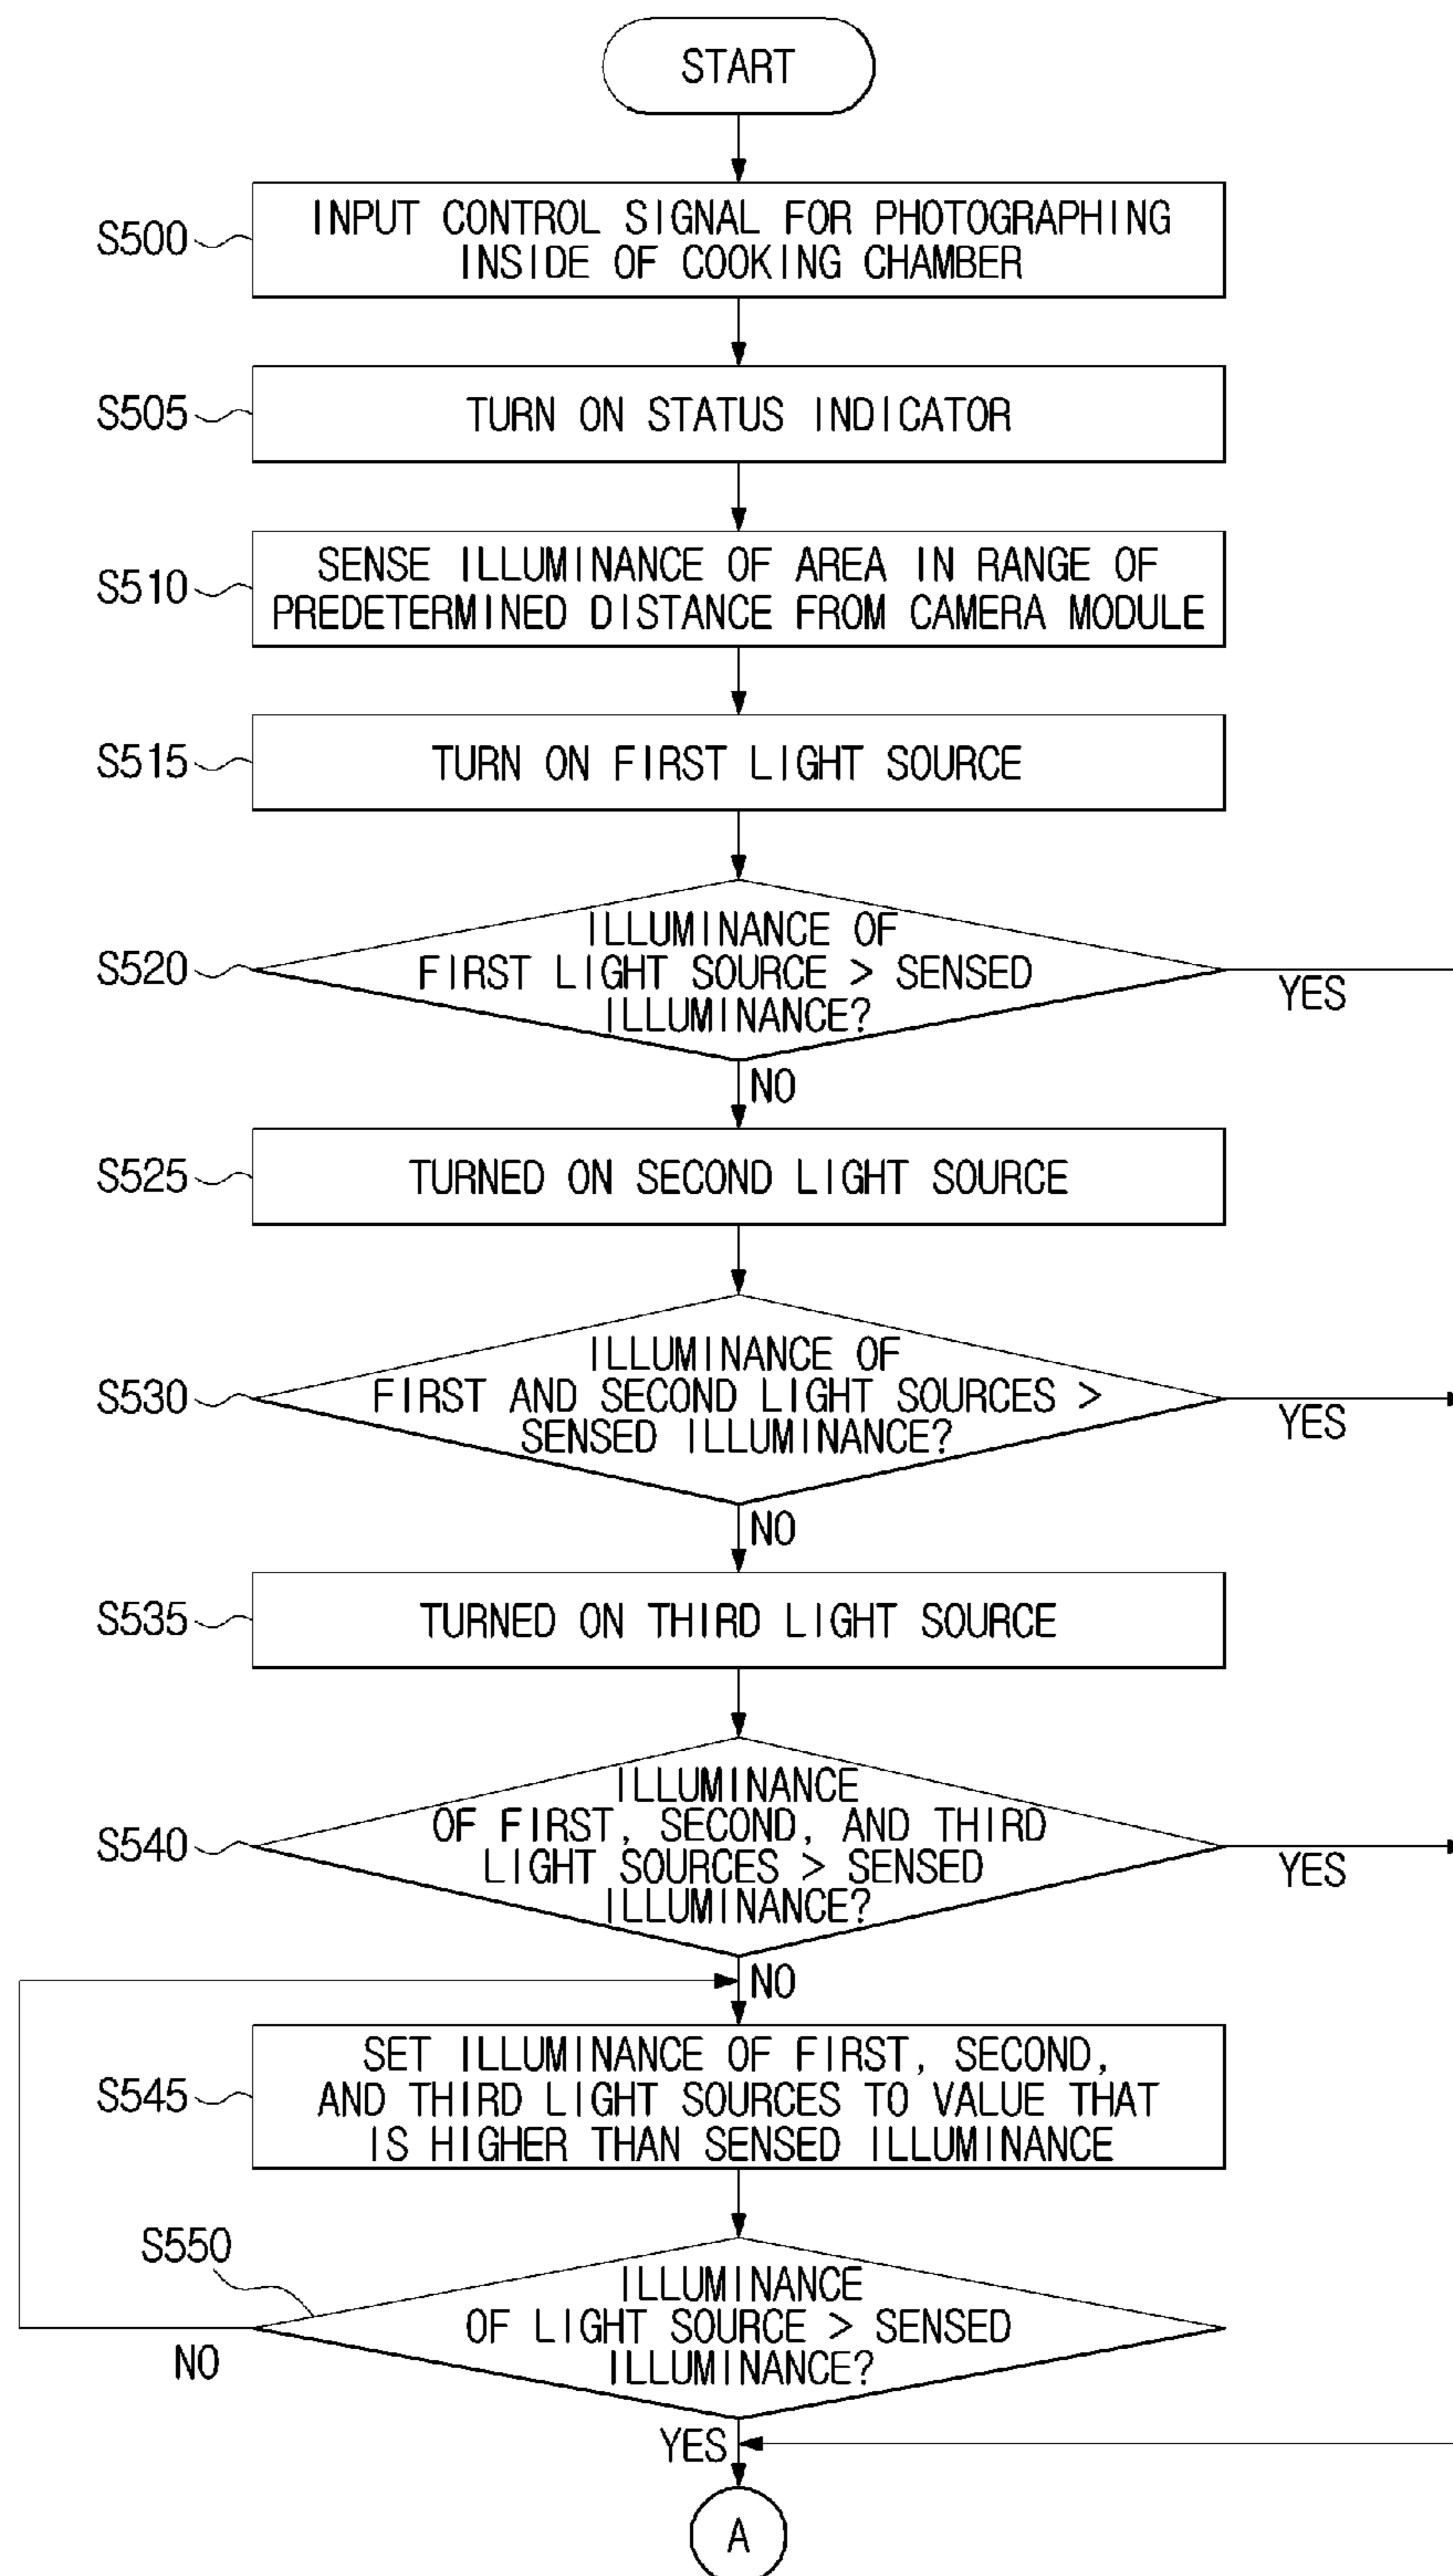 START
S500
INPUT CONTROL SIGNAL FOR PHOTOGRAPHING
INSIDE OF COOKING CHAMBER
S505
TURN ON STATUS INDICATOR
S510
SENSE ILLUMINANCE OF AREA IN RANGE OF
PREDETERMINED DISTANCE FROM CAMERA MODULE
S515
TURN ON FIRST LIGHT SOURCE
S520
ILLUMINANCE OF
FIRST LIGHT SOURCE > SENSED
ILLUMINANCE?
YES
NO
S525
TURNED ON SECOND LIGHT SOURCE
S530
ILLUMINANCE OF
FIRST AND SECOND LIGHT SOURCES >
SENSED ILLUMINANCE?
YES
NO
S535
TURNED ON THIRD LIGHT SOURCE
S540
ILLUMINANCE
OF FIRST, SECOND, AND THIRD
LIGHT SOURCES > SENSED
ILLUMINANCE?
YES
NO
S545
SET ILLUMINANCE OF FIRST, SECOND,
AND THIRD LIGHT SOURCES TO VALUE THAT
IS HIGHER THAN SENSED ILLUMINANCE
S550
ILLUMINANCE
OF LIGHT SOURCE > SENSED
ILLUMINANCE?
NO
YES
A